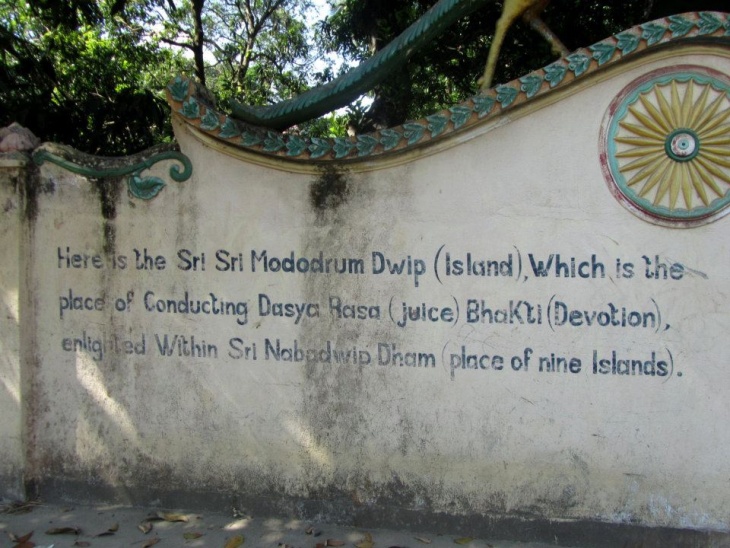 Here is the Sri Sri Mododrum Dwip (Island), Which is the
place of Conducting Dasya Rasa (juice) BhaKti (Devotion),
enlighted Within Sri Nabadwip Dham (place of nine Islands).